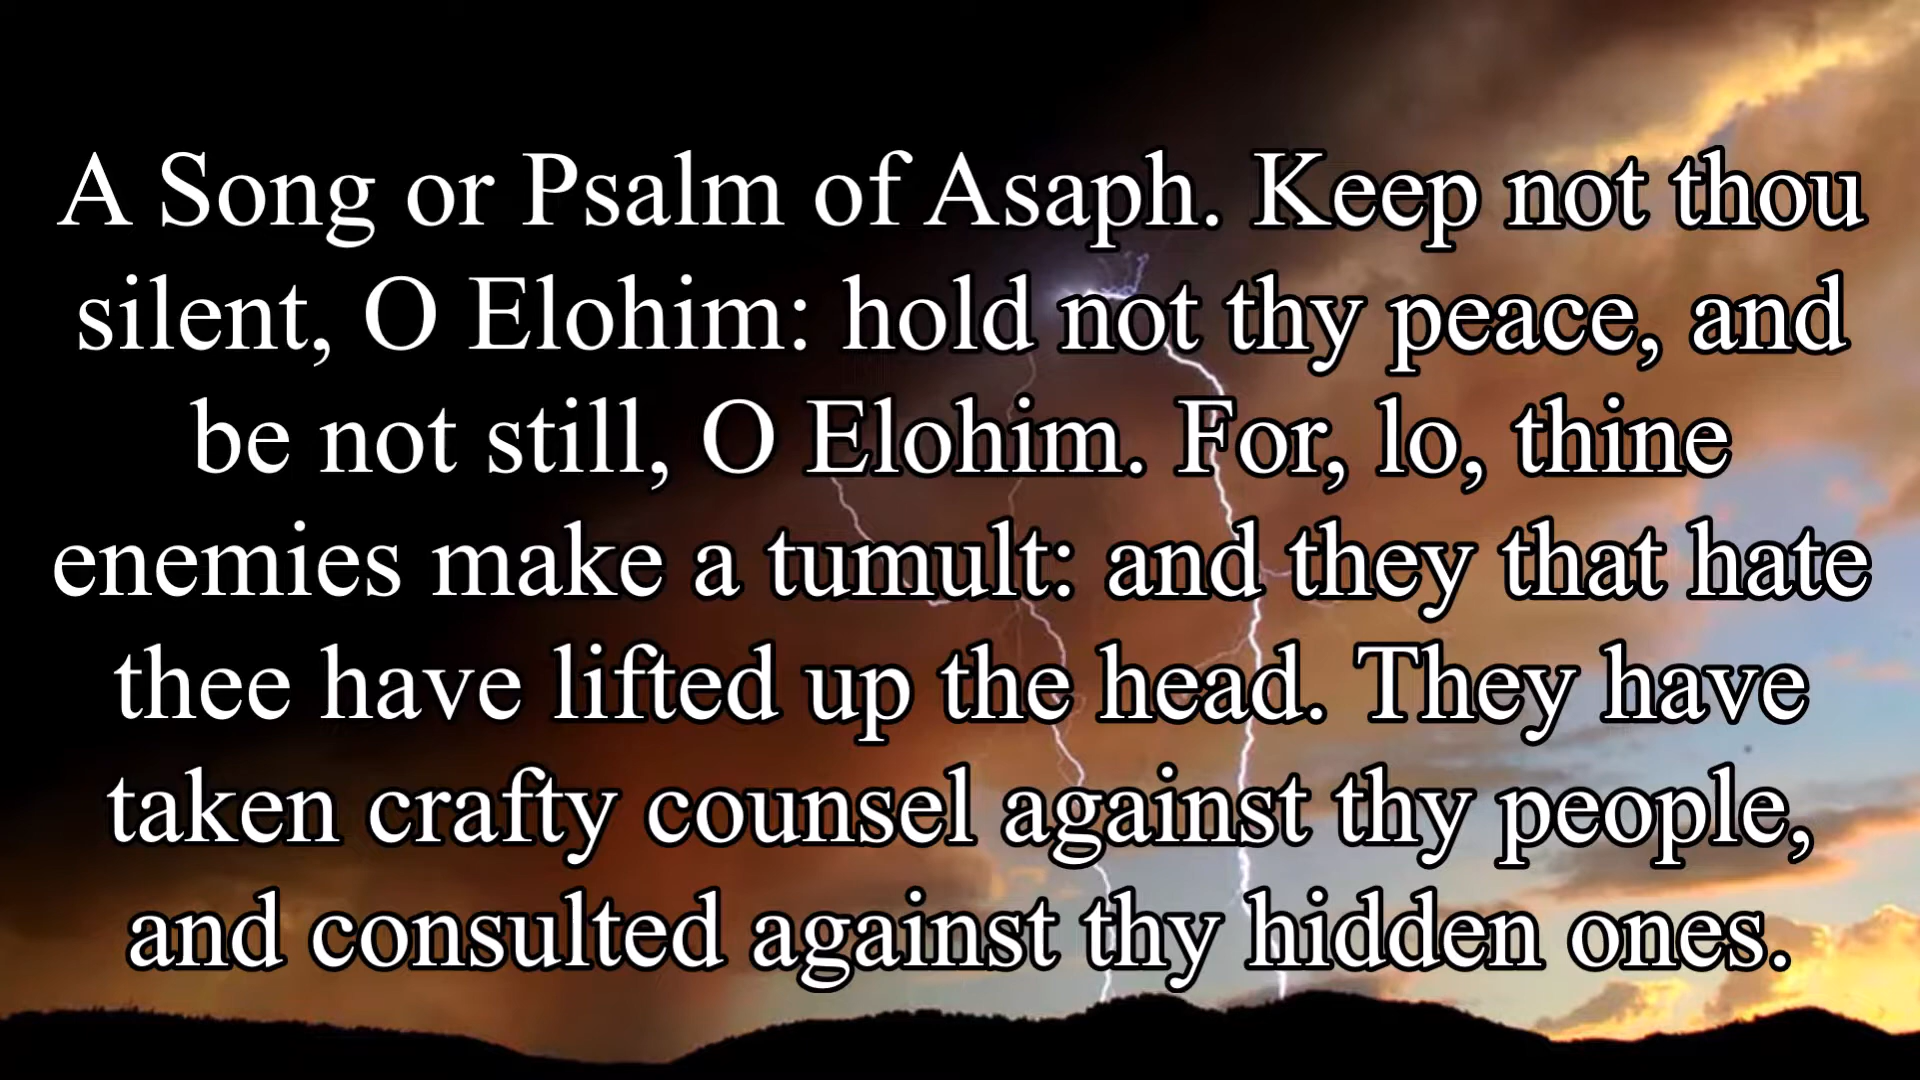 A Song or Psalm of Asaph. Keep not thou
silent, O Elohim: hold not thy peace, and
be not still, O Elohim. For, lo, thine
enemies make a tumult: and they that hate
thee have lifted up the head. They have
taken crafty counsel against thy people,
and consulted against thy hidden ones.